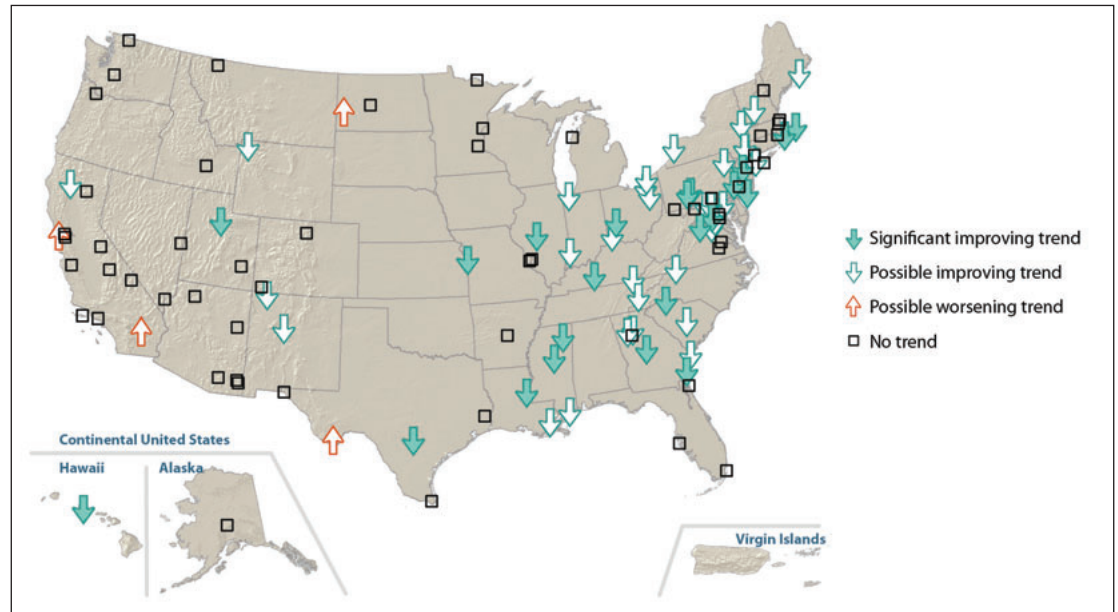 Significant improving trend
Possible improving trend
Possible worsening trend
No trend
Continental United States
Hawaii
Alaska
Virgin Islands